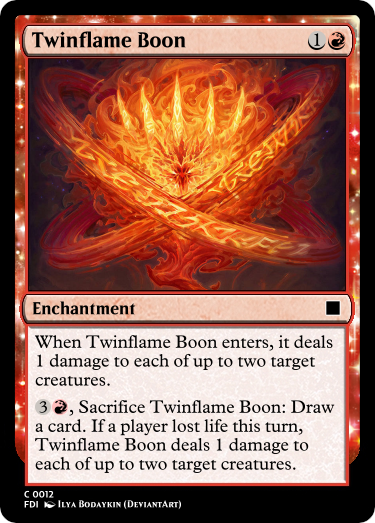 Twinflame Boon 1
Enchantment
When Twinflame Boon enters, it deals
1 damage to each of up to two target
creatures.
3, Sacrifice Twinflame Boon: Draw
a card. If a player lost life this turn,
Twinflame Boon deals 1 damage to
each of up to two target creatures.
C 0012
FDI Ilya Bodaykin (DeviantArt)